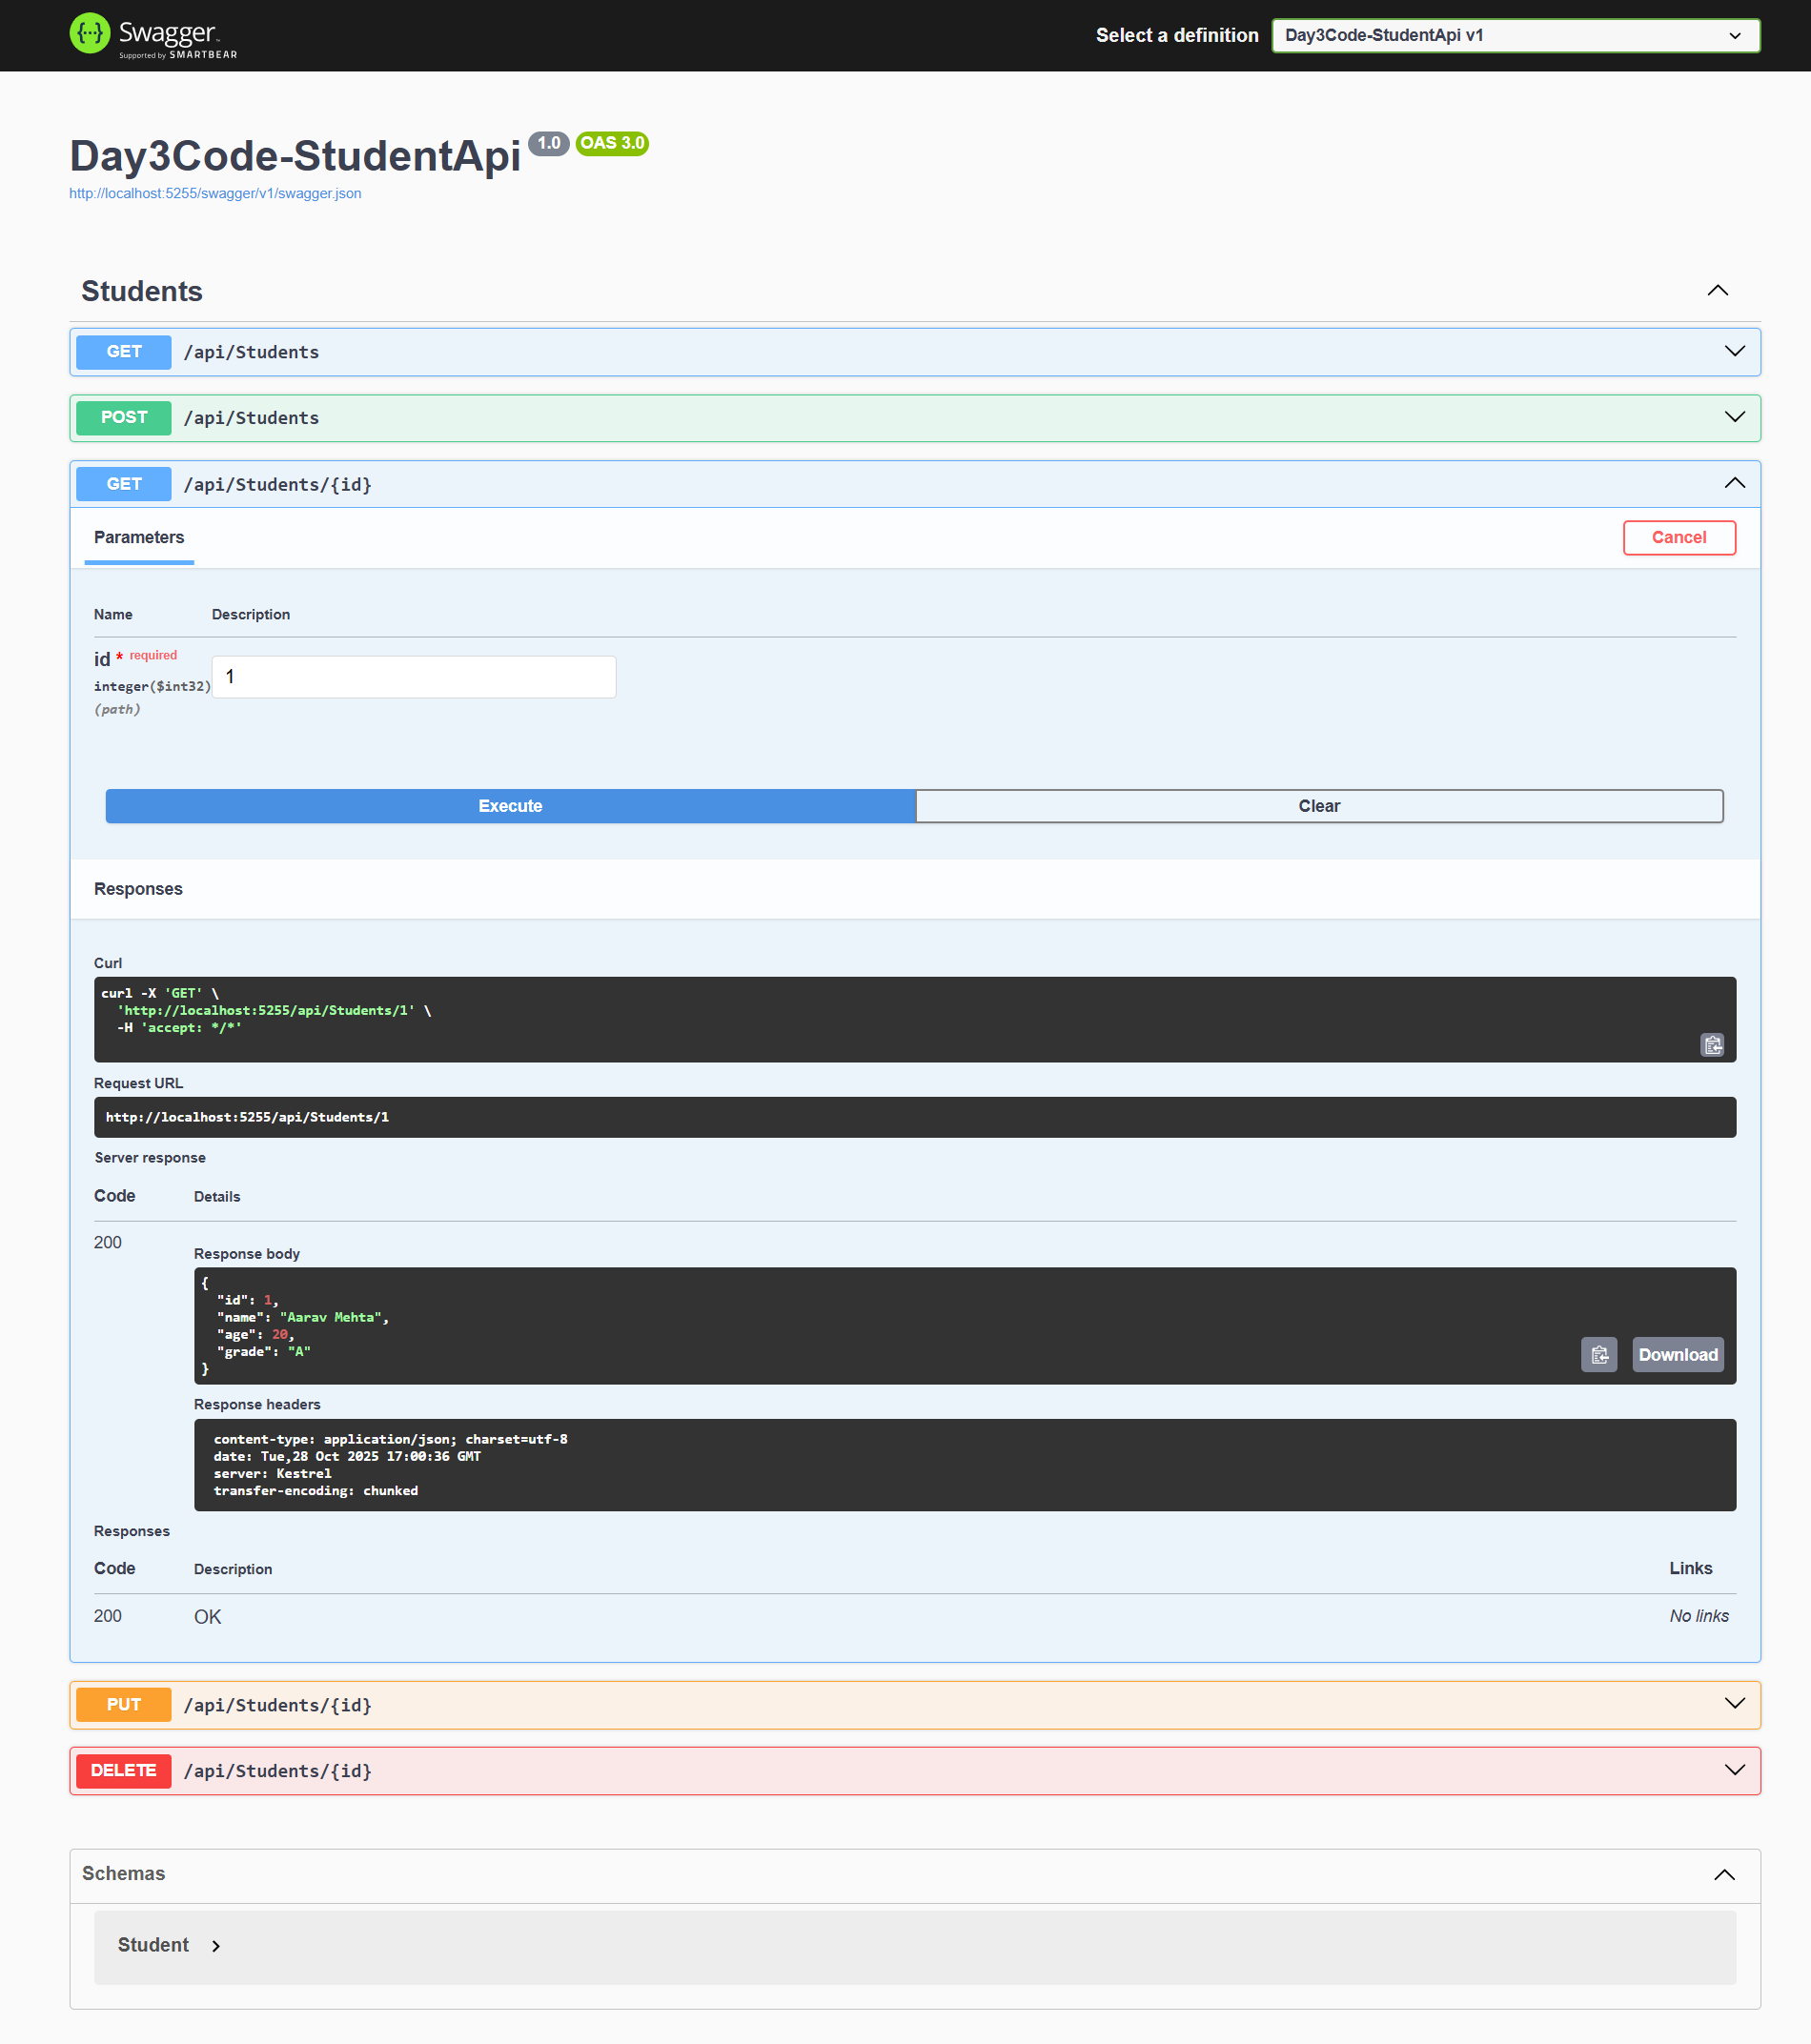 Swagger
Supported by SMARTBEAR
Select a definition
Day3Code-StudentApi v1
Day3Code-StudentApi 1.0 OAS 3.0
http://localhost:5255/swagger/v1/swagger.json
Students
GET /api/Students
POST /api/Students
GET /api/Students/{id}
Parameters
Cancel
Name Description
id * required
integer($int32)
(path)
1
Execute Clear
Responses
Curl
curl -X 'GET' \
'http://localhost:5255/api/Students/1' \
-H 'accept: */*'
Request URL
http://localhost:5255/api/Students/1
Server response
Code Details
200
Response body
{
"id": 1,
"name": "Aarav Mehta",
"age": 20,
"grade": "A"
}
Download
Response headers
content-type: application/json; charset=utf-8
date: Tue,28 Oct 2025 17:00:36 GMT
server: Kestrel
transfer-encoding: chunked
Responses
Code Description Links
200 OK No links
PUT /api/Students/{id}
DELETE /api/Students/{id}
Schemas
Student